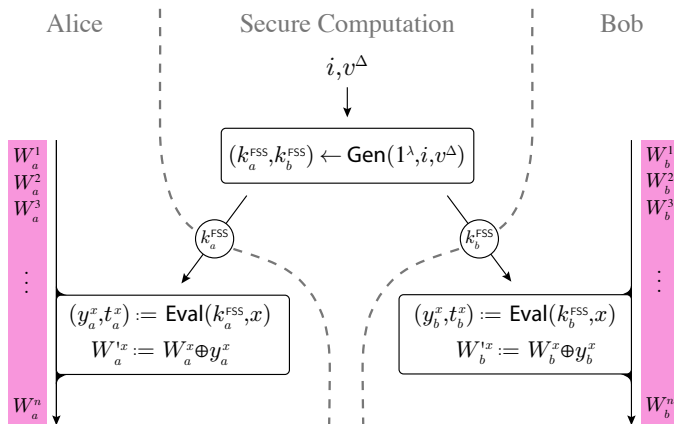 Alice Secure Computation Bob
i,v^Δ
(k_a^FSS,k_b^FSS) ← Gen(1^λ,i,v^Δ)
W_a^1
W_a^2
W_a^3
⋮
W_a^n
W_b^1
W_b^2
W_b^3
⋮
W_b^n
k_a^FSS
k_b^FSS
(y_a^x,t_a^x) := Eval(k_a^FSS,x)
W_a'^x := W_a^x⊕y_a^x
(y_b^x,t_b^x) := Eval(k_b^FSS,x)
W_b'^x := W_b^x⊕y_b^x